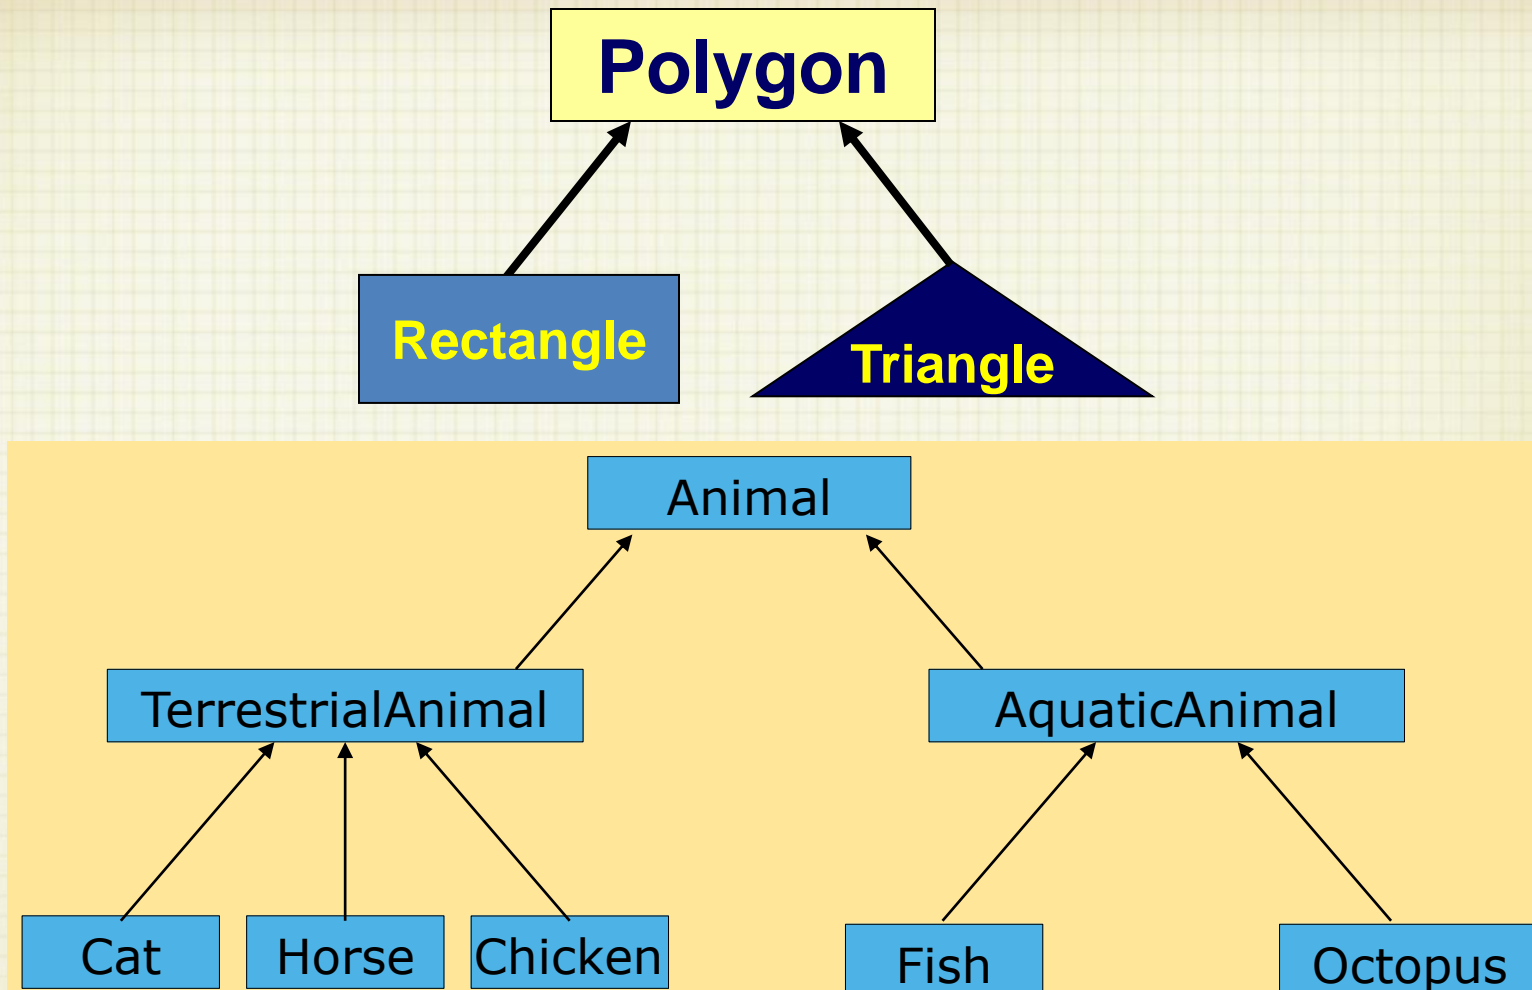 Polygon
Rectangle
Triangle
Animal
TerrestrialAnimal
AquaticAnimal
Cat
Horse
Chicken
Fish
Octopus